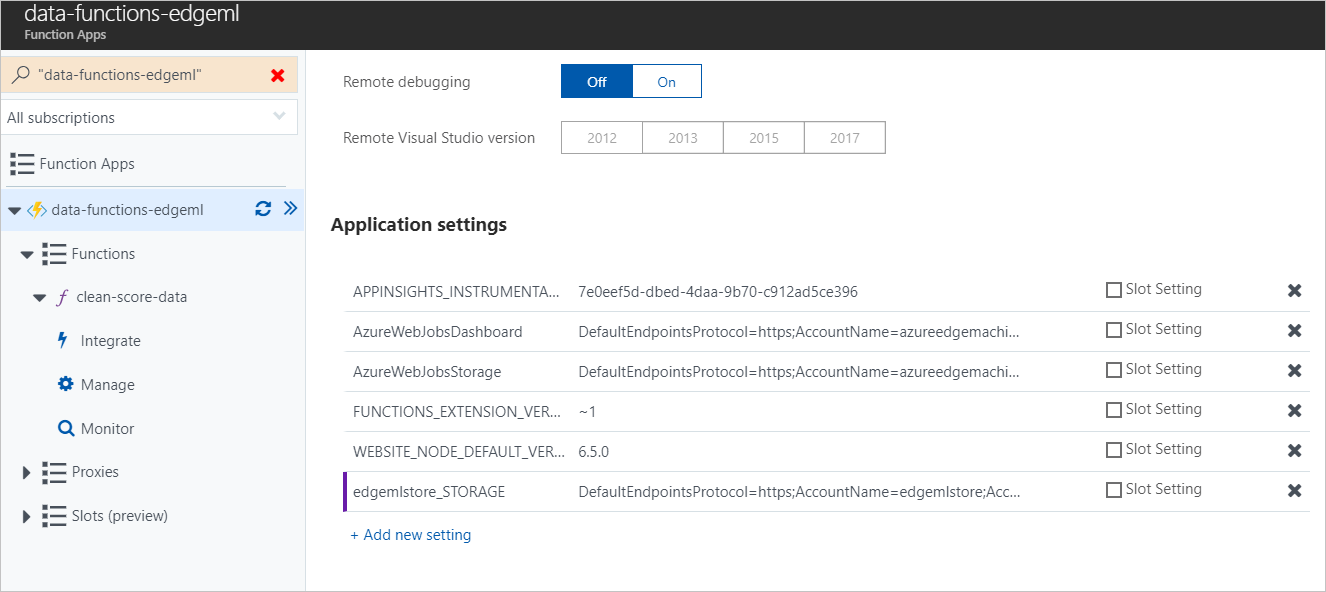 data-functions-edgeml
Function Apps
"data-functions-edgeml"
All subscriptions
Function Apps
data-functions-edgeml
Functions
clean-score-data
Integrate
Manage
Monitor
Proxies
Slots (preview)
Remote debugging Off On
Remote Visual Studio version 2012 2013 2015 2017
Application settings
APPINSIGHTS_INSTRUMENTA... 7e0eef5d-dbed-4daa-9b70-c912ad5ce396 Slot Setting
AzureWebJobsDashboard DefaultEndpointsProtocol=https;AccountName=azureedgemachi... Slot Setting
AzureWebJobsStorage DefaultEndpointsProtocol=https;AccountName=azureedgemachi... Slot Setting
FUNCTIONS_EXTENSION_VER... ~1 Slot Setting
WEBSITE_NODE_DEFAULT_VER... 6.5.0 Slot Setting
edgemlstore_STORAGE DefaultEndpointsProtocol=https;AccountName=edgemlstore;Acc... Slot Setting
+ Add new setting